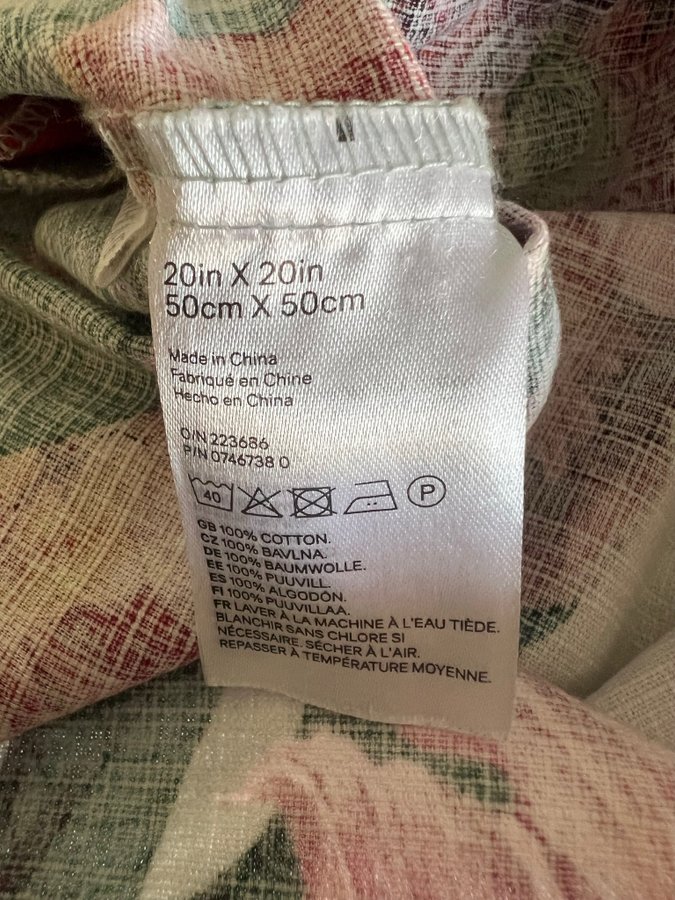 20in X 20in
50cm X 50cm
Made in China
Fabriqué en Chine
Hecho en China
O/N 223686
P/N 0746738 0
40 P
GB 100% COTTON.
CZ 100% BAVLNA.
DE 100% BAUMWOLLE.
EE 100% PUUVILL.
ES 100% ALGODÓN.
FI 100% PUUVILLAA.
FR LAVER À LA MACHINE À L'EAU TIÈDE.
BLANCHIR SANS CHLORE SI
NÉCESSAIRE. SÉCHER À L'AIR.
REPASSER À TEMPÉRATURE MOYENNE.